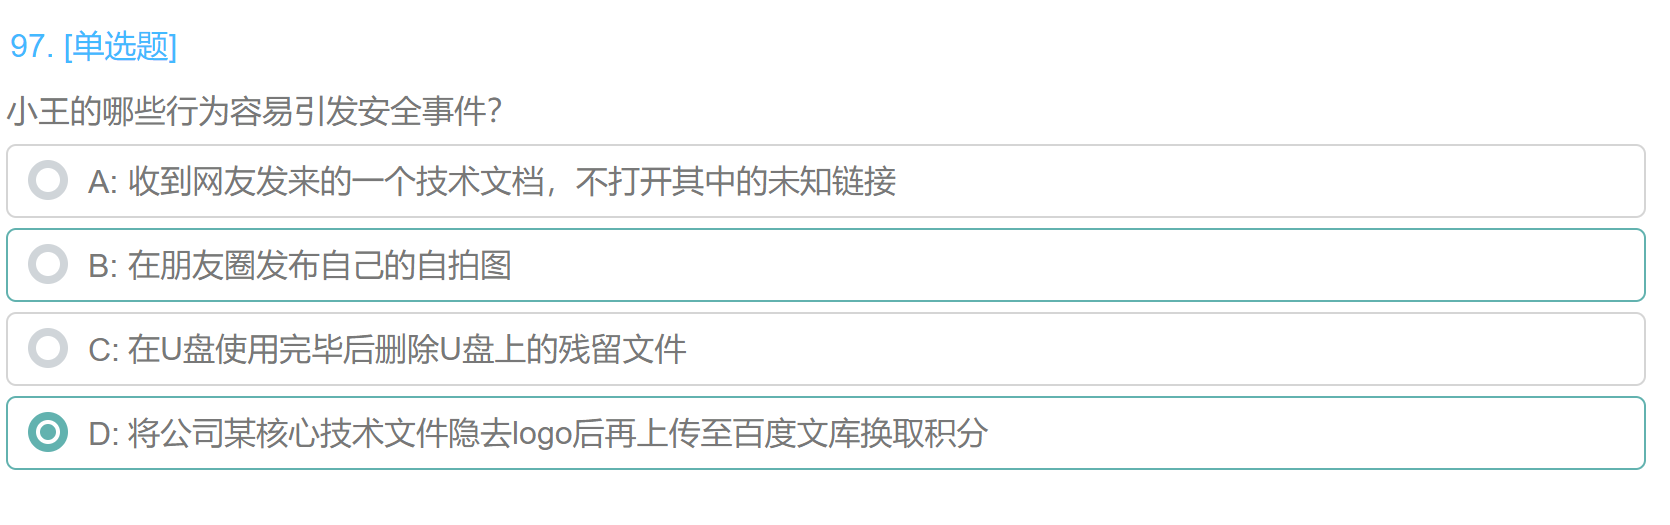 97. [单选题]
小王的哪些行为容易引发安全事件?
A: 收到网友发来的一个技术文档，不打开其中的未知链接
B: 在朋友圈发布自己的自拍图
C: 在U盘使用完毕后删除U盘上的残留文件
D: 将公司某核心技术文件隐去logo后再上传至百度文库换取积分